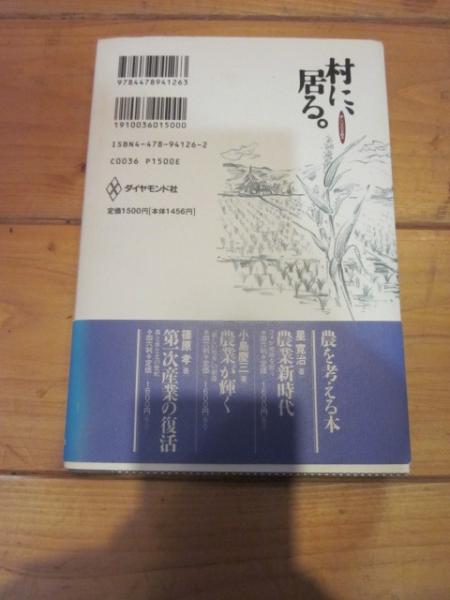 村に、
居る。
9784478941263
1910036015000
ISBN4-478-94126-2
C0036 P1500E
ダイヤモンド社
定価1500円[本体1456円]
農を考える本
星 寛治 著
農業新時代
小島慶三 著
農業が輝く
篠原 孝 著
第一次産業の復活